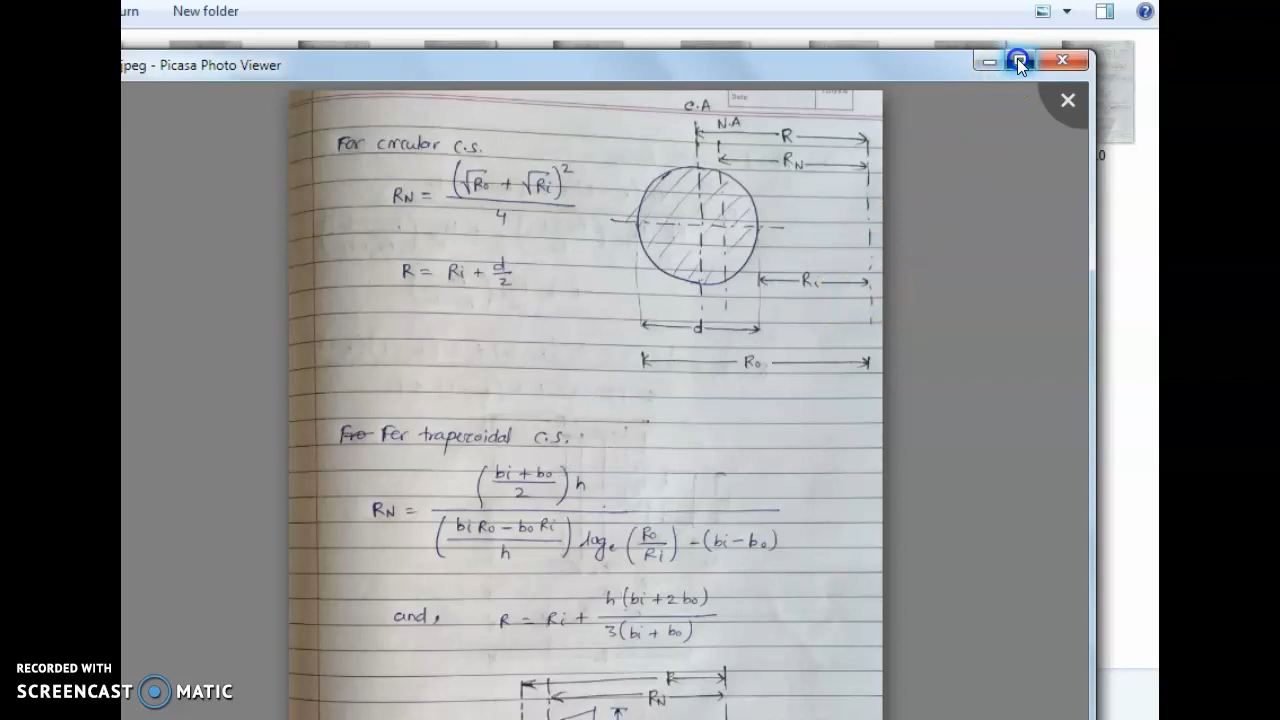 urn New folder
jpeg - Picasa Photo Viewer
Date
C.A
N.A
R
RN
For circular C.S.
RN = (√Ro + √Ri)² / 4
R = Ri + d/2
Ri
d
Ro
Fro For trapezoidal C.S.
RN = ((bi + bo)/2) h / (((bi Ro - bo Ri)/h) logₑ (Ro/Ri) - (bi - bo))
and, R = Ri + h(bi + 2bo) / 3(bi + bo)
R
RN
RECORDED WITH
SCREENCAST MATIC